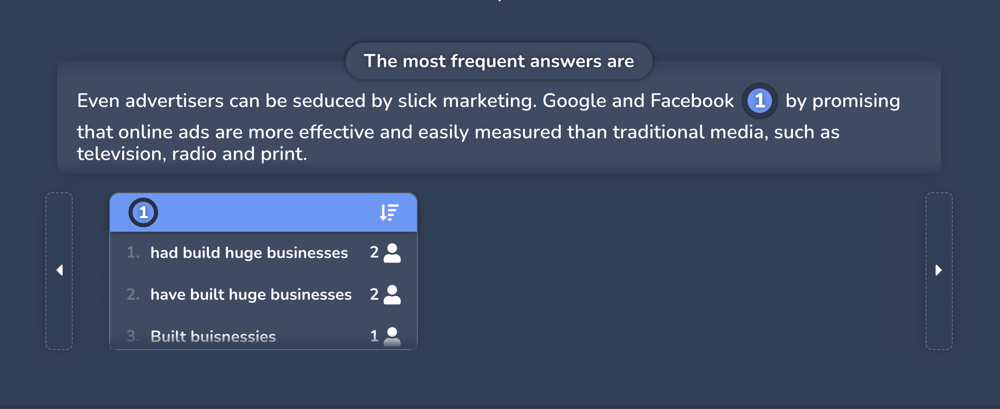 The most frequent answers are
Even advertisers can be seduced by slick marketing. Google and Facebook 1 by promising
that online ads are more effective and easily measured than traditional media, such as
television, radio and print.
1
1. had build huge businesses 2
2. have built huge businesses 2
3. Built buisnessies 1